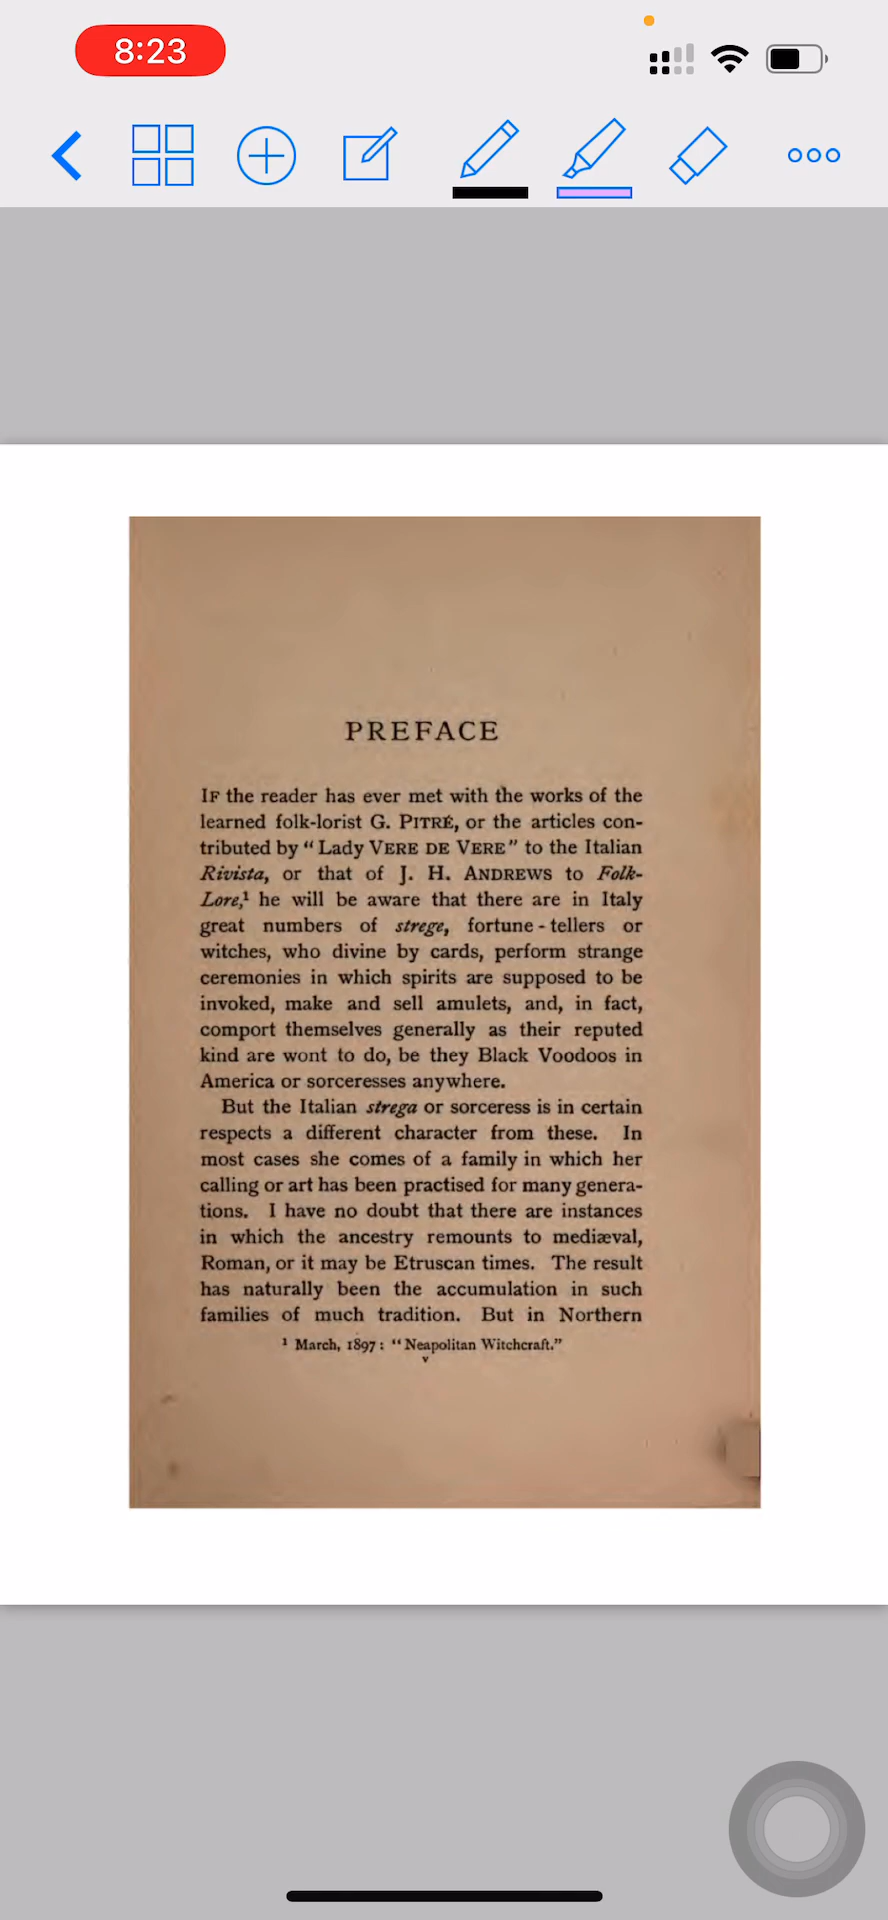 8:23
PREFACE
IF the reader has ever met with the works of the
learned folk-lorist G. PITRÉ, or the articles con-
tributed by “Lady VERE DE VERE” to the Italian
Rivista, or that of J. H. ANDREWS to Folk-
Lore,¹ he will be aware that there are in Italy
great numbers of strege, fortune-tellers or
witches, who divine by cards, perform strange
ceremonies in which spirits are supposed to be
invoked, make and sell amulets, and, in fact,
comport themselves generally as their reputed
kind are wont to do, be they Black Voodoos in
America or sorceresses anywhere.
But the Italian strega or sorceress is in certain
respects a different character from these. In
most cases she comes of a family in which her
calling or art has been practised for many genera-
tions. I have no doubt that there are instances
in which the ancestry remounts to mediæval,
Roman, or it may be Etruscan times. The result
has naturally been the accumulation in such
families of much tradition. But in Northern
¹ March, 1897: “Neapolitan Witchcraft.”
v